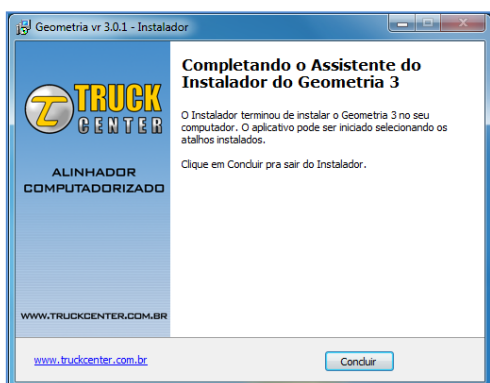 Geometria vr 3.0.1 - Instalador
TRUCK
CENTER
ALINHADOR
COMPUTADORIZADO
WWW.TRUCKCENTER.COM.BR
Completando o Assistente do
Instalador do Geometria 3
O Instalador terminou de instalar o Geometria 3 no seu
computador. O aplicativo pode ser iniciado selecionando os
atalhos instalados.
Clique em Concluir pra sair do Instalador.
www.truckcenter.com.br
Concluir